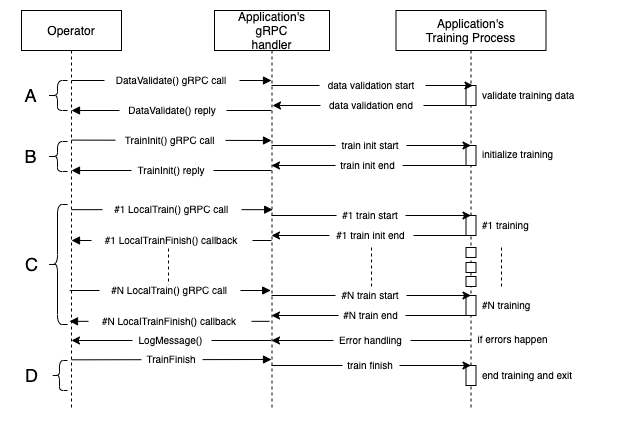 Operator
Application's
gRPC
handler
Application's
Training Process
A
DataValidate() gRPC call
data validation start
validate training data
data validation end
DataValidate() reply
B
TrainInit() gRPC call
train init start
initialize training
train init end
TrainInit() reply
C
#1 LocalTrain() gRPC call
#1 train start
#1 training
#1 train init end
#1 LocalTrainFinish() callback
#N LocalTrain() gRPC call
#N train start
#N training
#N train end
#N LocalTrainFinish() callback
LogMessage()
Error handling
if errors happen
D
TrainFinish
train finish
end training and exit